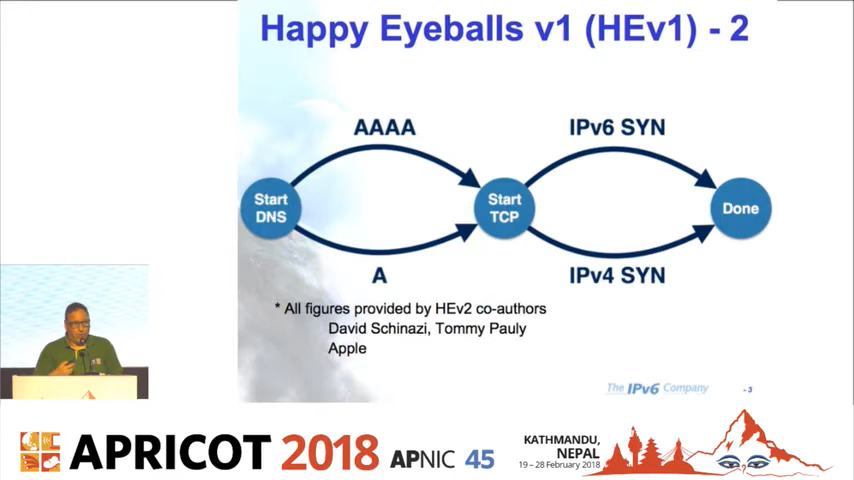 Happy Eyeballs v1 (HEv1) - 2
AAAA
IPv6 SYN
Start
DNS
Start
TCP
Done
A
IPv4 SYN
* All figures provided by HEv2 co-authors
David Schinazi, Tommy Pauly
Apple
The IPv6 Company
- 3
APRICOT 2018
APNIC 45
KATHMANDU,
NEPAL
19 – 28 February 2018